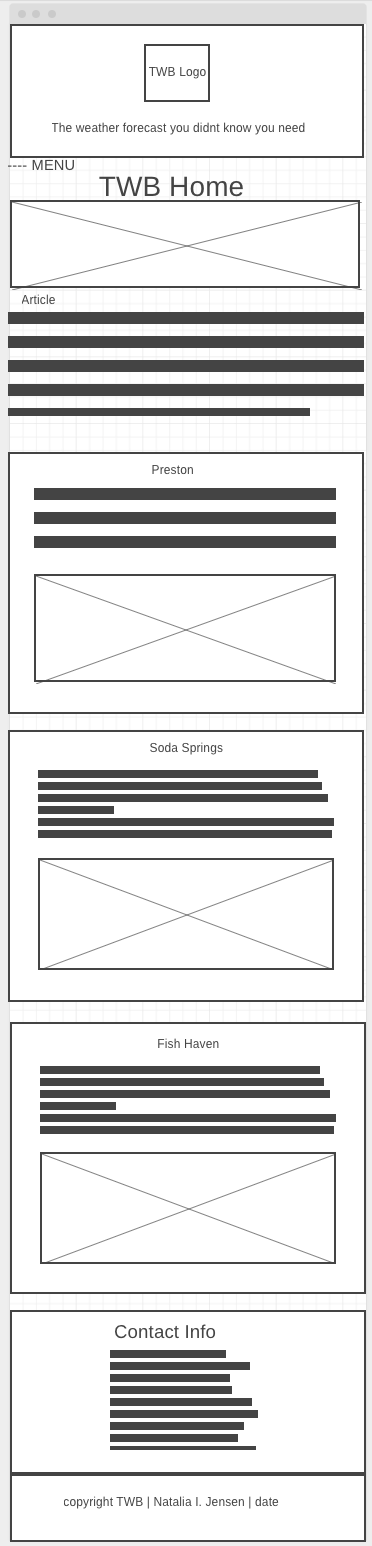 TWB Logo
The weather forecast you didnt know you need
---- MENU
TWB Home
Article
Preston
Soda Springs
Fish Haven
Contact Info
copyright TWB | Natalia I. Jensen | date